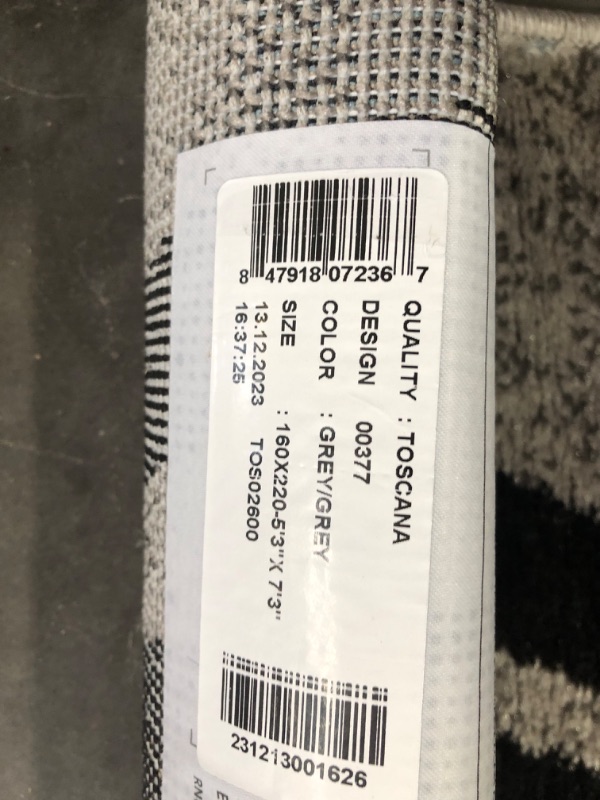 8 47918 07236 7
QUALITY : TOSCANA
DESIGN 00377
COLOR : GREY/GREY
SIZE : 160X220-5'3"X 7'3"
13.12.2023 TOS02600
16:37:25
231213001626
RN